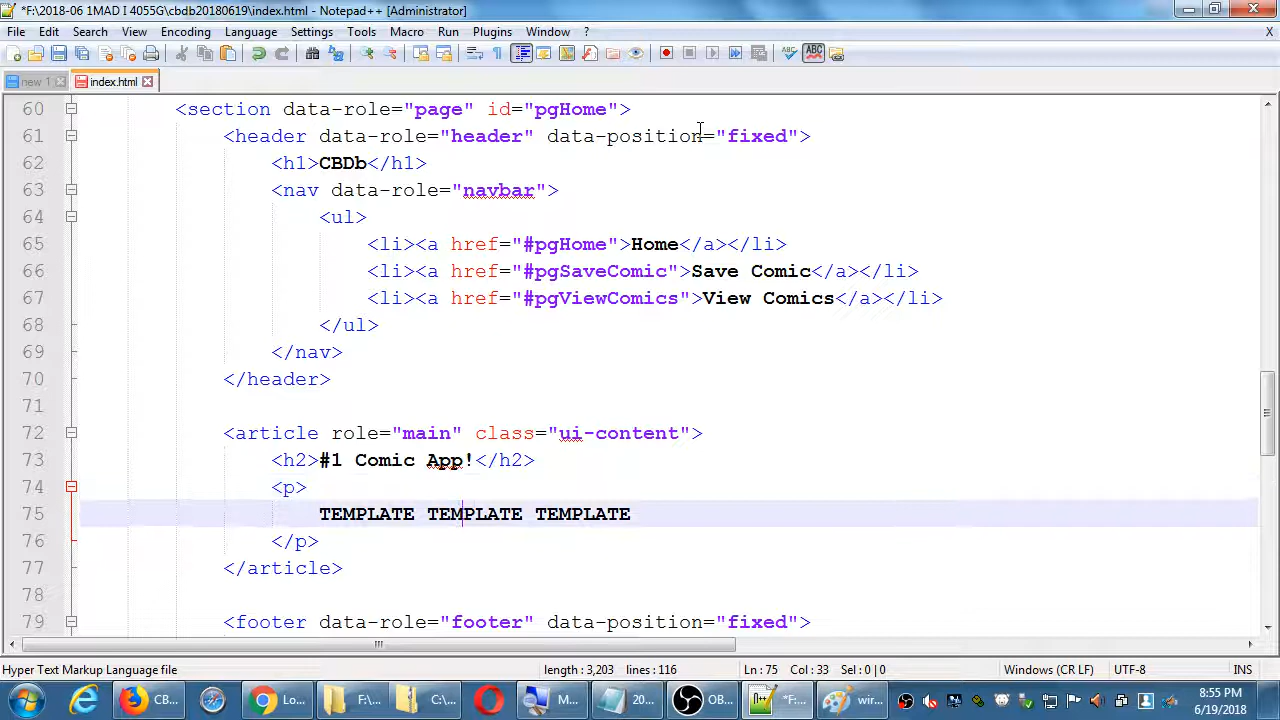 *F:\2018-06 1MAD I 4055G\cbdb20180619\index.html - Notepad++ [Administrator]
File Edit Search View Encoding Language Settings Tools Macro Run Plugins Window ? X
new 1 index.html
60 <section data-role="page" id="pgHome">
61 <header data-role="header" data-position="fixed">
62 <h1>CBDb</h1>
63 <nav data-role="navbar">
64 <ul>
65 <li><a href="#pgHome">Home</a></li>
66 <li><a href="#pgSaveComic">Save Comic</a></li>
67 <li><a href="#pgViewComics">View Comics</a></li>
68 </ul>
69 </nav>
70 </header>
71
72 <article role="main" class="ui-content">
73 <h2>#1 Comic App!</h2>
74 <p>
75 TEMPLATE TEMPLATE TEMPLATE
76 </p>
77 </article>
78
79 <footer data-role="footer" data-position="fixed">
Hyper Text Markup Language file length : 3,203 lines : 116 Ln : 75 Col : 33 Sel : 0 | 0 Windows (CR LF) UTF-8 INS
CB... Lo... F:\... C:\... M... 20... OB... *F:... wir... 8:55 PM
6/19/2018